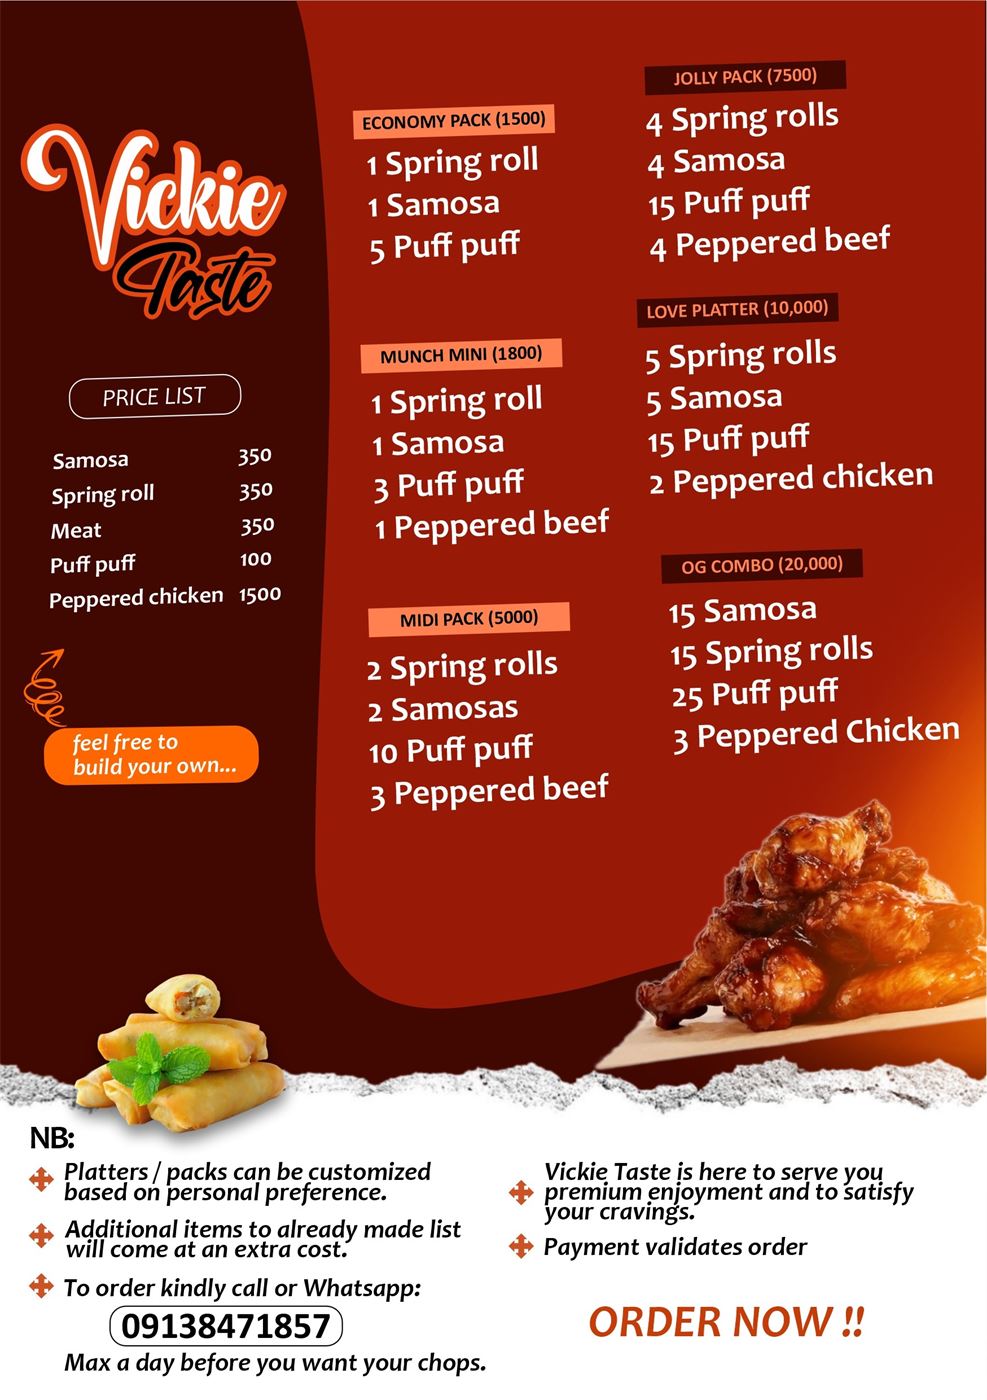 Vickie
Taste
PRICE LIST
Samosa 350
Spring roll 350
Meat 350
Puff puff 100
Peppered chicken 1500
feel free to
build your own...
ECONOMY PACK (1500)
1 Spring roll
1 Samosa
5 Puff puff
MUNCH MINI (1800)
1 Spring roll
1 Samosa
3 Puff puff
1 Peppered beef
MIDI PACK (5000)
2 Spring rolls
2 Samosas
10 Puff puff
3 Peppered beef
JOLLY PACK (7500)
4 Spring rolls
4 Samosa
15 Puff puff
4 Peppered beef
LOVE PLATTER (10,000)
5 Spring rolls
5 Samosa
15 Puff puff
2 Peppered chicken
OG COMBO (20,000)
15 Samosa
15 Spring rolls
25 Puff puff
3 Peppered Chicken
NB:
Platters / packs can be customized
based on personal preference.
Additional items to already made list
will come at an extra cost.
To order kindly call or Whatsapp:
09138471857
Max a day before you want your chops.
Vickie Taste is here to serve you
premium enjoyment and to satisfy
your cravings.
Payment validates order
ORDER NOW !!